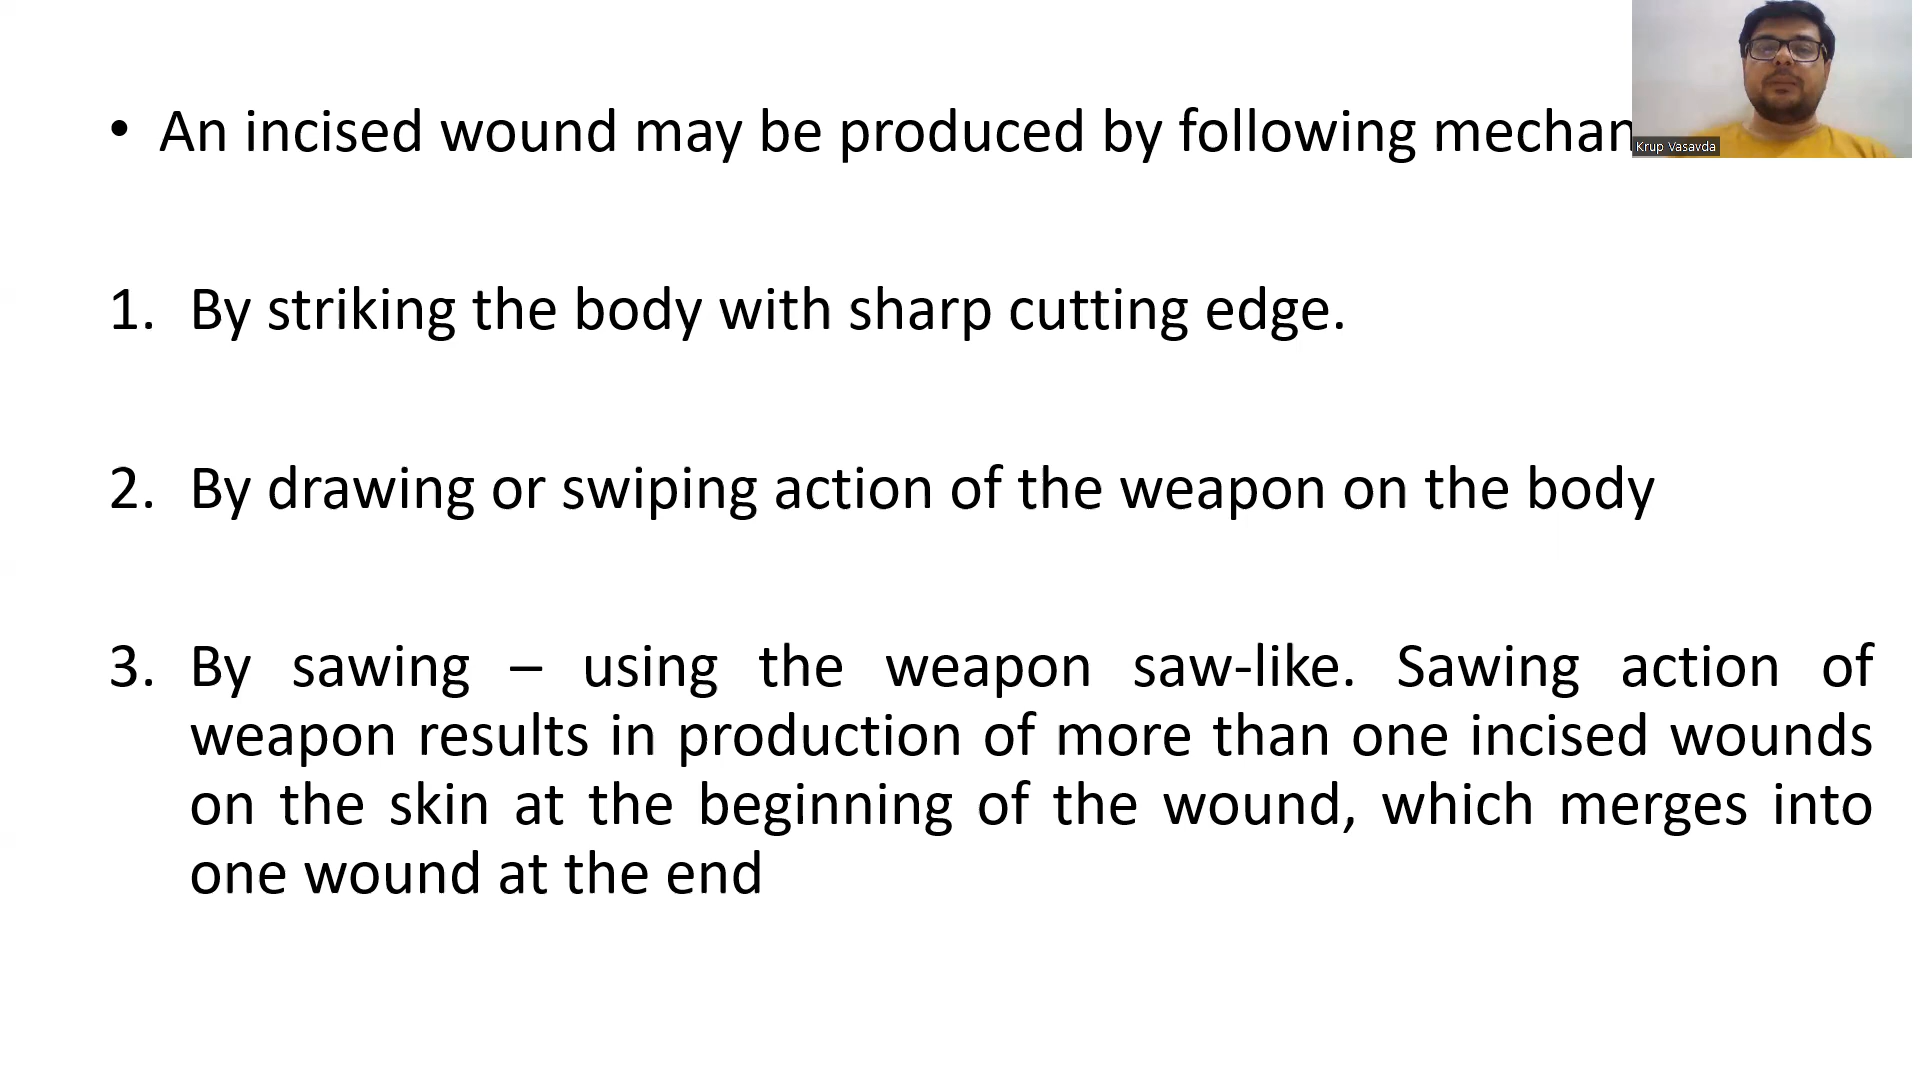 • An incised wound may be produced by following
Krup Vasavda
1. By striking the body with sharp cutting edge.
2. By drawing or swiping action of the weapon on the body
3. By sawing – using the weapon saw-like. Sawing action of
weapon results in production of more than one incised wounds
on the skin at the beginning of the wound, which merges into
one wound at the end